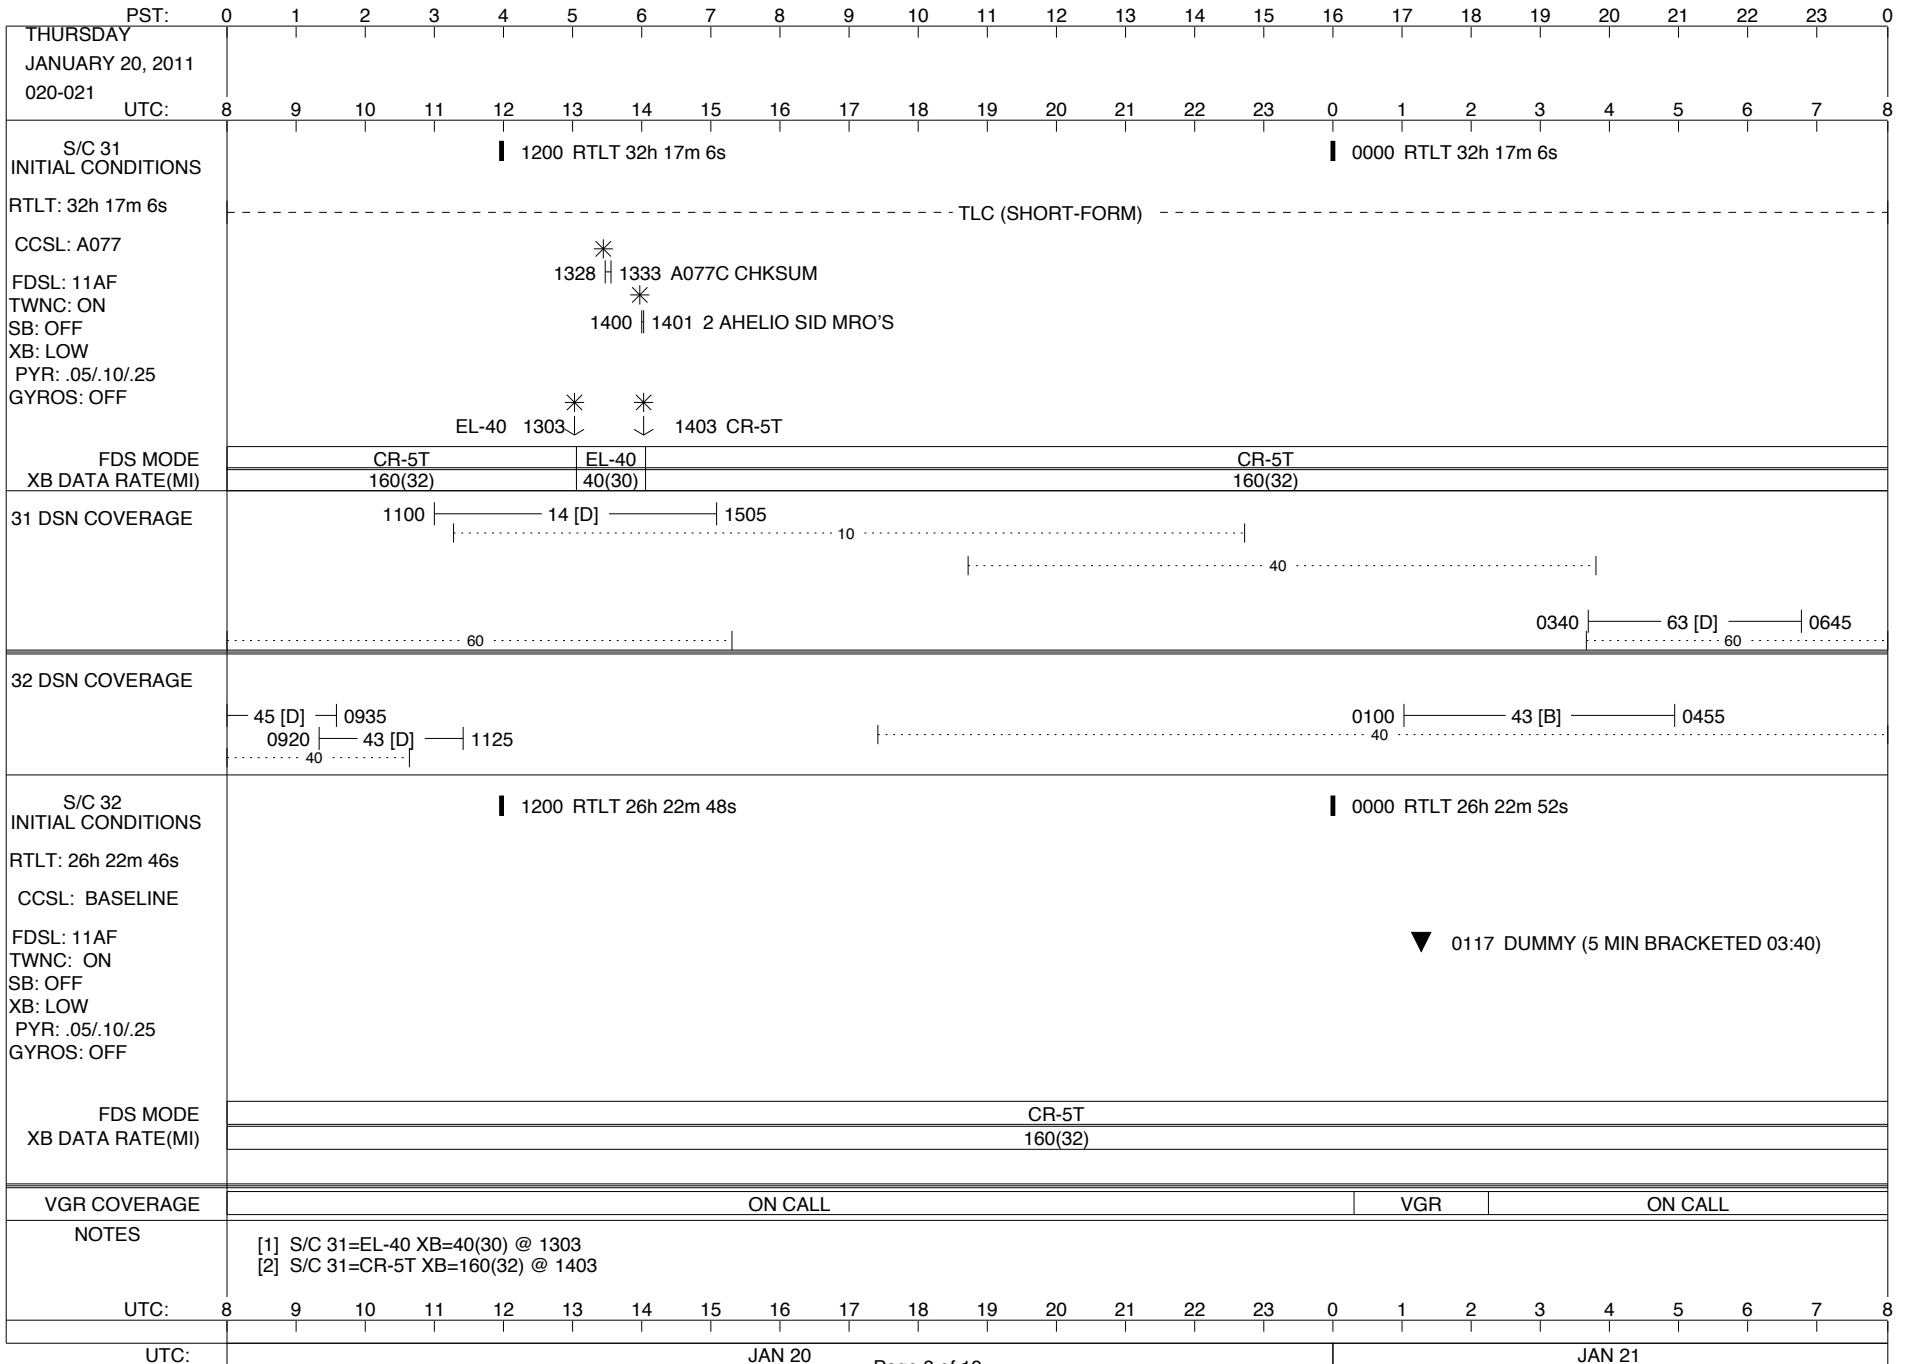 PST: 0 1 2 3 4 5 6 7 8 9 10 11 12 13 14 15 16 17 18 19 20 21 22 23 0
THURSDAY
JANUARY 20, 2011
020-021
UTC: 8 9 10 11 12 13 14 15 16 17 18 19 20 21 22 23 0 1 2 3 4 5 6 7 8
S/C 31
INITIAL CONDITIONS
1200 RTLT 32h 17m 6s
0000 RTLT 32h 17m 6s
RTLT: 32h 17m 6s
TLC (SHORT-FORM)
CCSL: A077
1328 1333 A077C CHKSUM
FDSL: 11AF
TWNC: ON
1400 1401 2 AHELIO SID MRO'S
SB: OFF
XB: LOW
PYR: .05/.10/.25
GYROS: OFF
EL-40 1303 1403 CR-5T
FDS MODE CR-5T EL-40 CR-5T
XB DATA RATE(MI) 160(32) 40(30) 160(32)
31 DSN COVERAGE
1100 14 [D] 1505
10
40
0340 63 [D] 0645
60 60
32 DSN COVERAGE
45 [D] 0935
0100 43 [B] 0455
0920 43 [D] 1125
40
40
S/C 32
INITIAL CONDITIONS
1200 RTLT 26h 22m 48s
0000 RTLT 26h 22m 52s
RTLT: 26h 22m 46s
CCSL: BASELINE
FDSL: 11AF
0117 DUMMY (5 MIN BRACKETED 03:40)
TWNC: ON
SB: OFF
XB: LOW
PYR: .05/.10/.25
GYROS: OFF
FDS MODE CR-5T
XB DATA RATE(MI) 160(32)
VGR COVERAGE ON CALL VGR ON CALL
NOTES
[1] S/C 31=EL-40 XB=40(30) @ 1303
[2] S/C 31=CR-5T XB=160(32) @ 1403
UTC: 8 9 10 11 12 13 14 15 16 17 18 19 20 21 22 23 0 1 2 3 4 5 6 7 8
UTC: JAN 20 JAN 21